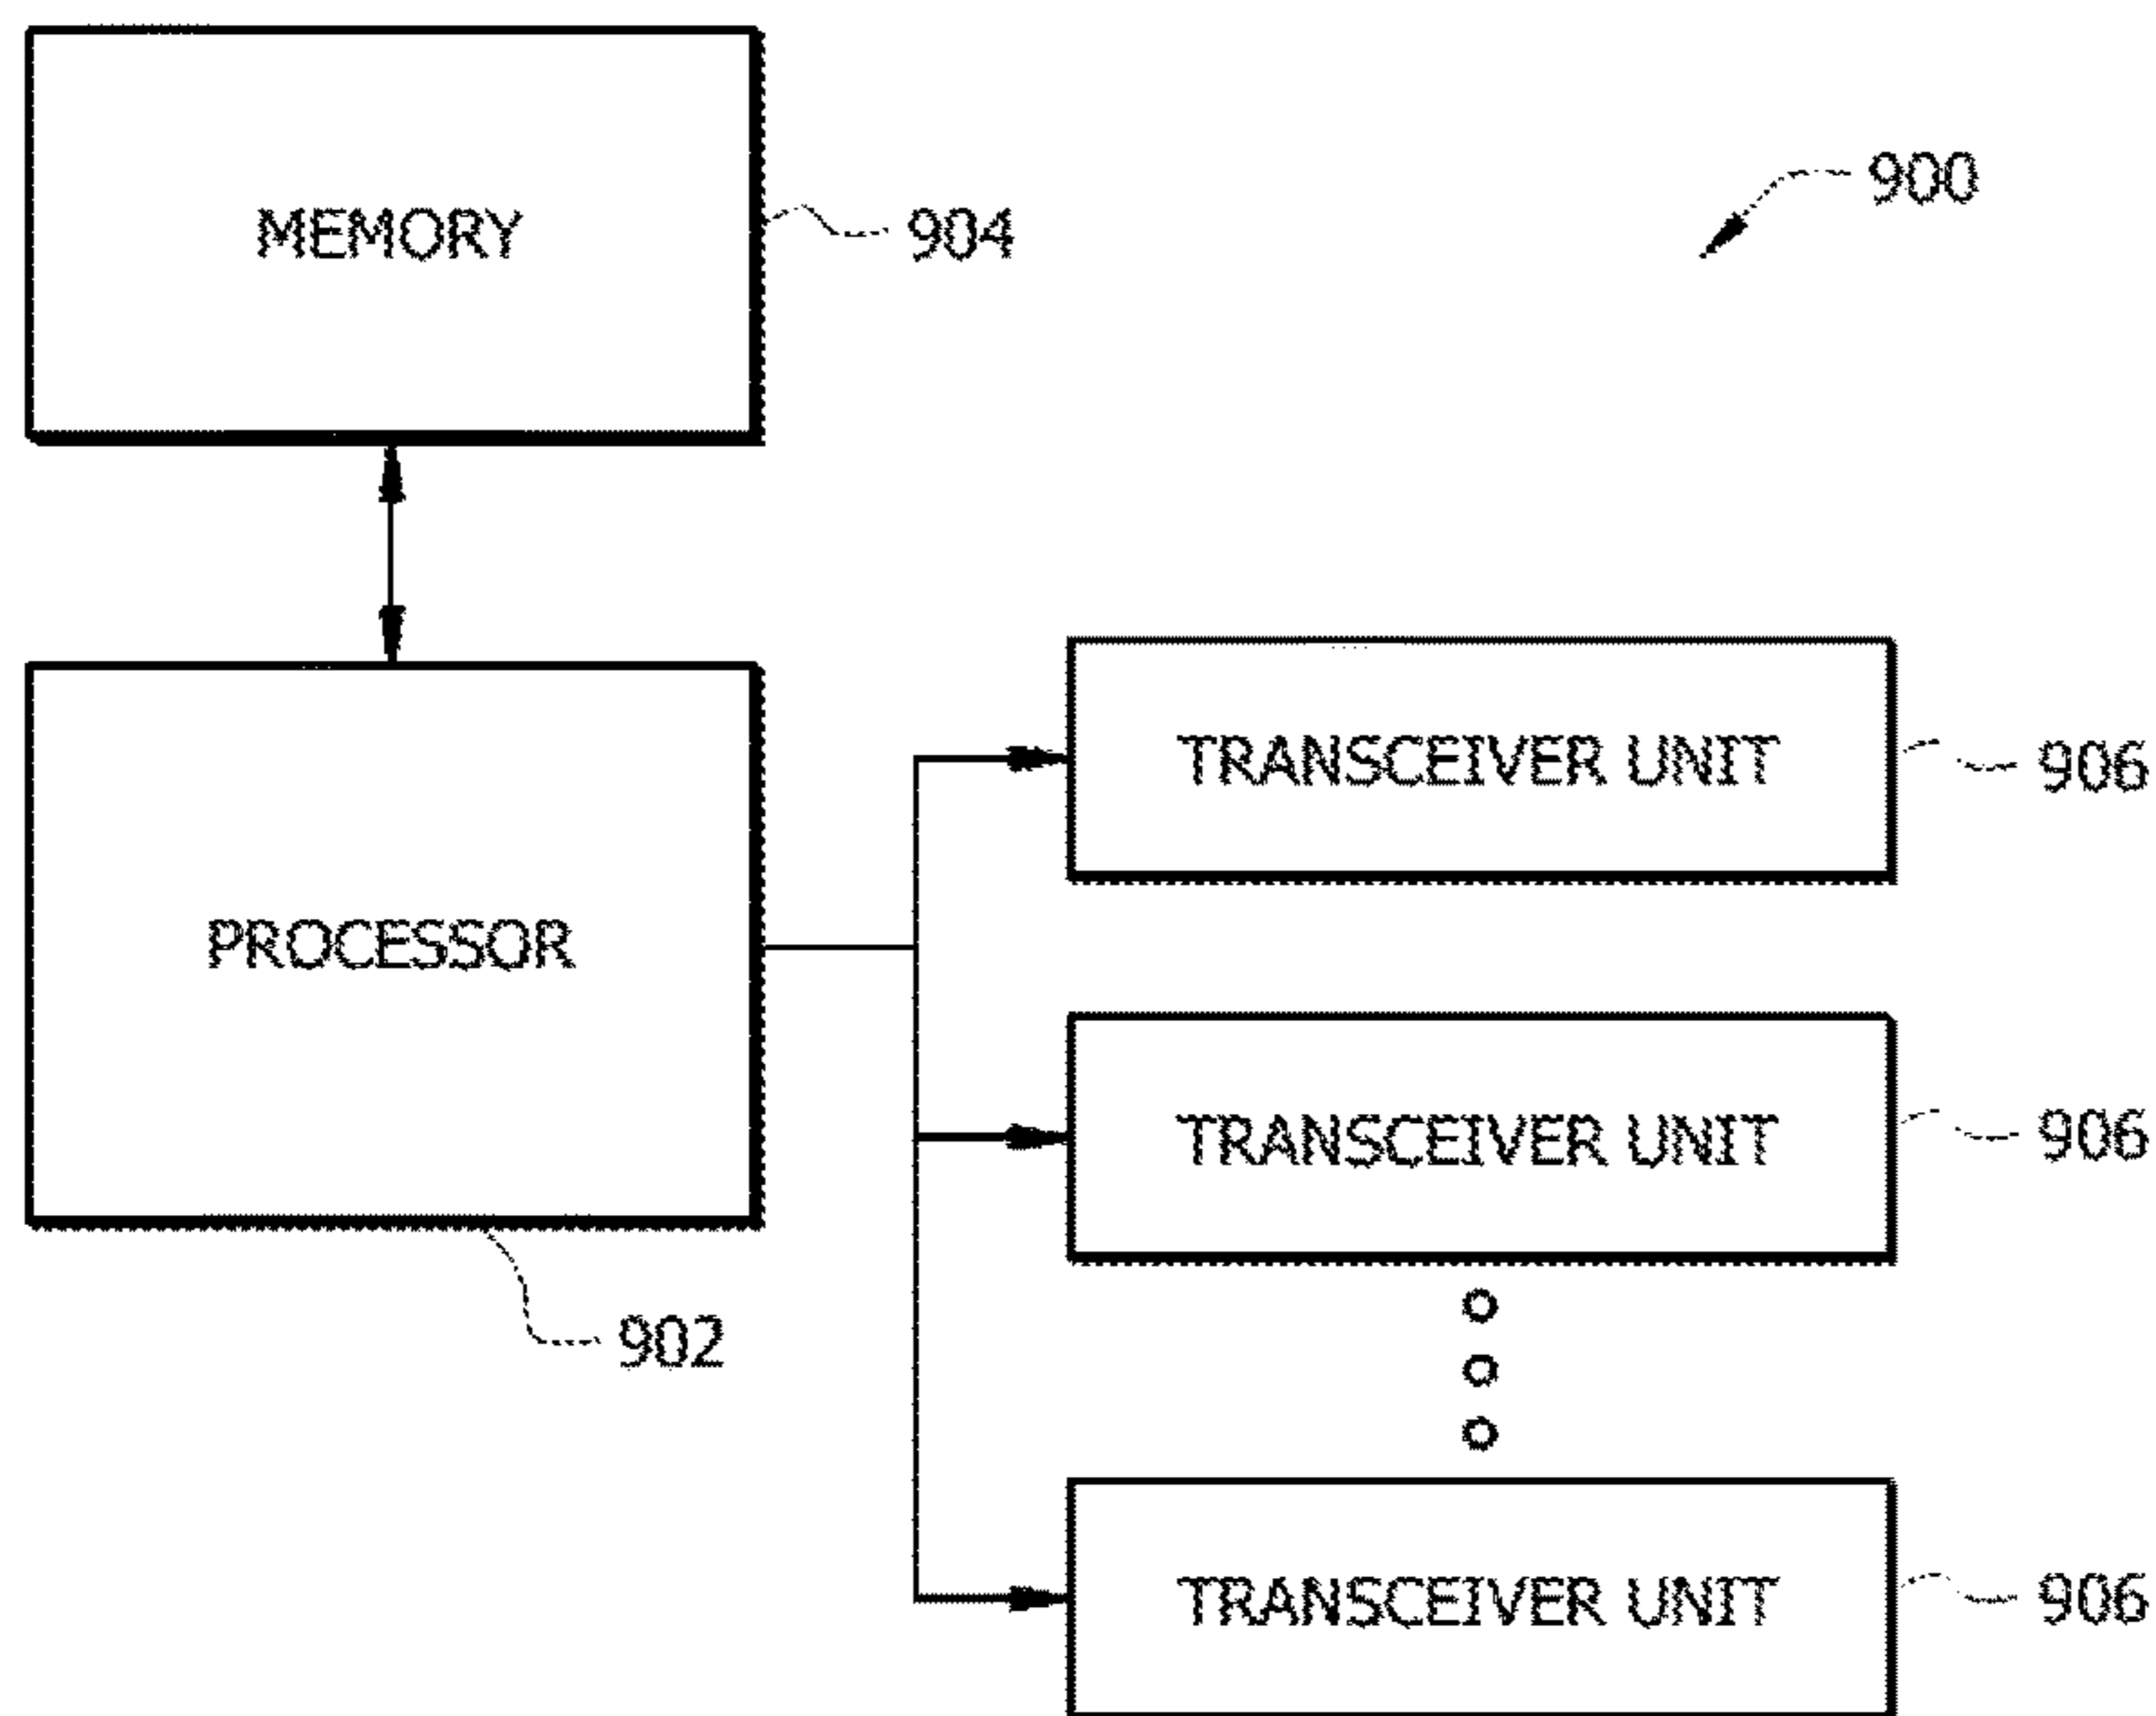 MEMORY
904
900
TRANSCEIVER UNIT
906
PROCESSOR
TRANSCEIVER UNIT
906
902
TRANSCEIVER UNIT
906